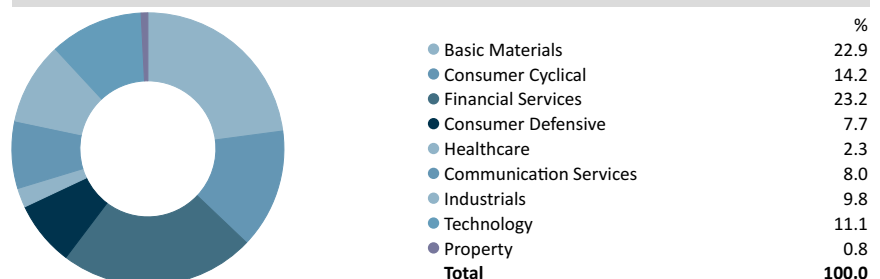 %
Basic Materials 22.9
Consumer Cyclical 14.2
Financial Services 23.2
Consumer Defensive 7.7
Healthcare 2.3
Communication Services 8.0
Industrials 9.8
Technology 11.1
Property 0.8
Total 100.0